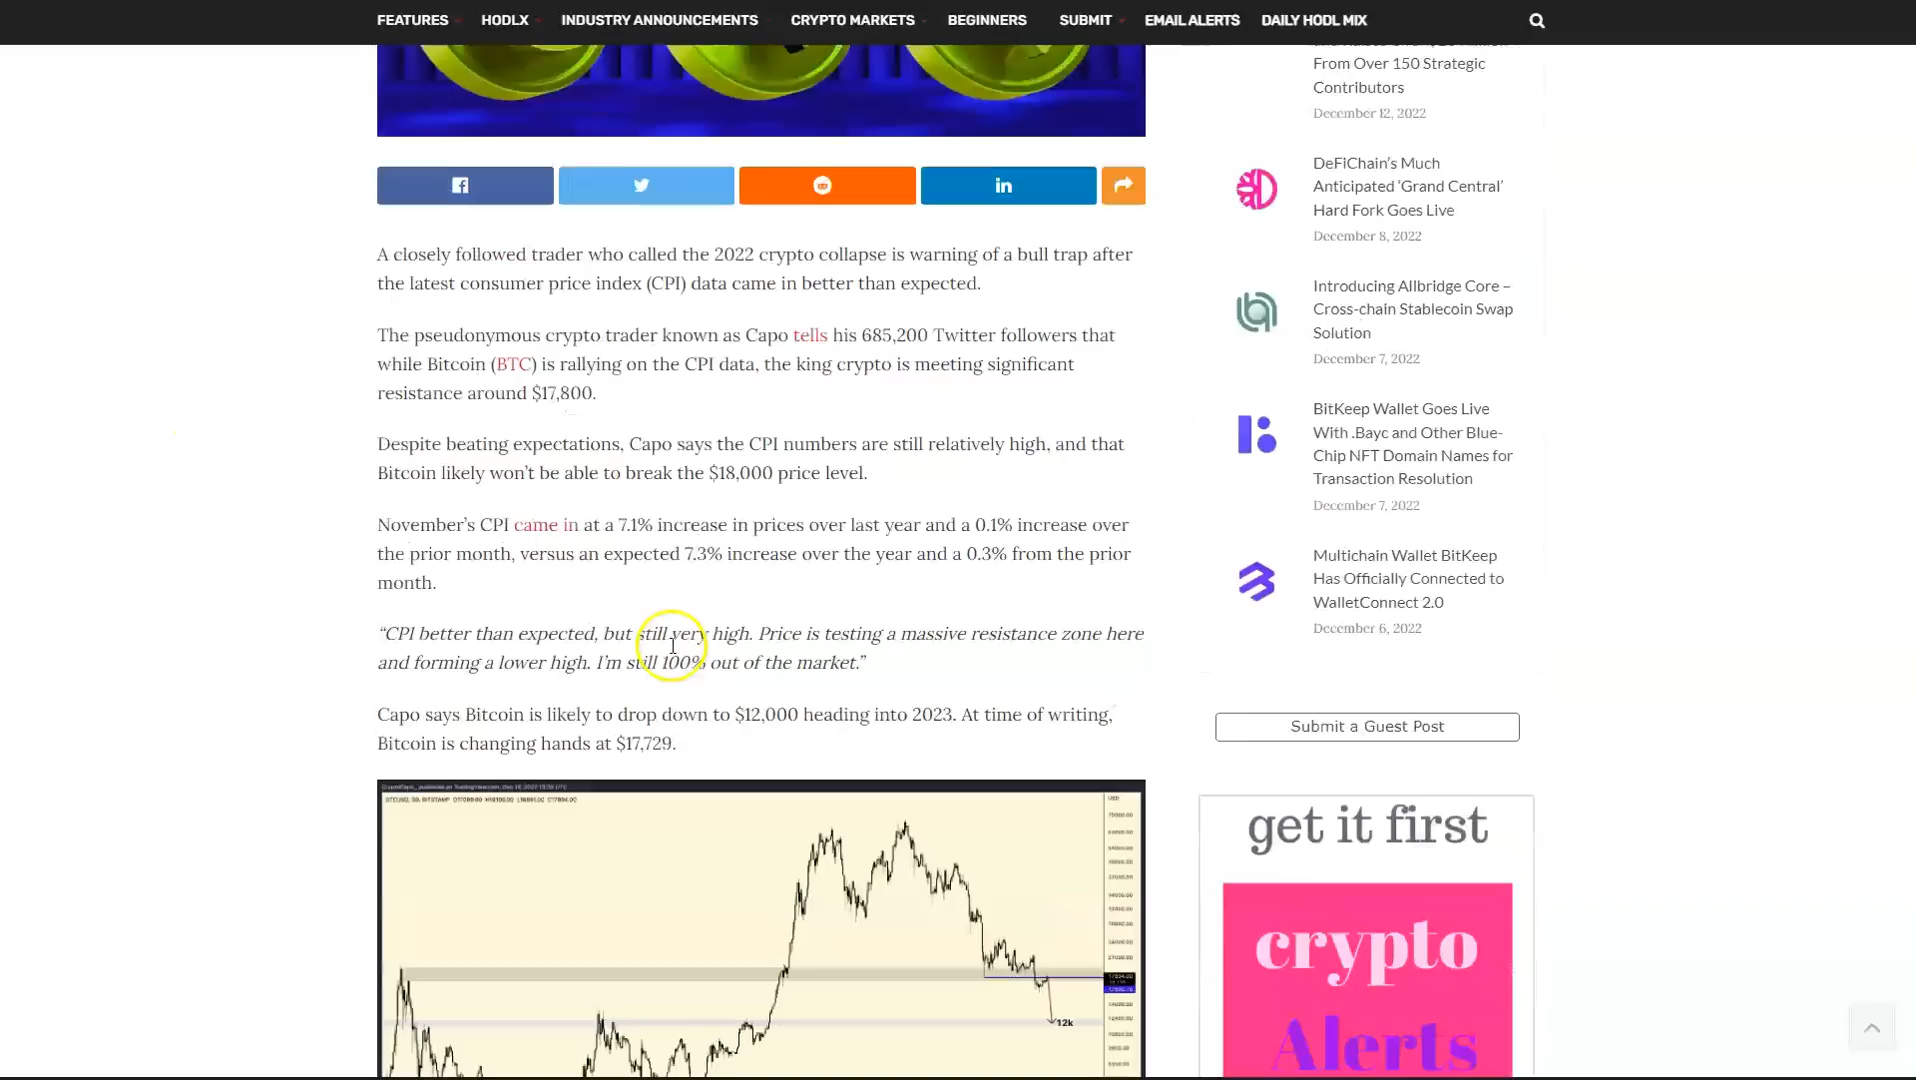 FEATURES HODLX INDUSTRY ANNOUNCEMENTS CRYPTO MARKETS BEGINNERS SUBMIT EMAIL ALERTS DAILY HODL MIX
A closely followed trader who called the 2022 crypto collapse is warning of a bull trap after
the latest consumer price index (CPI) data came in better than expected.
The pseudonymous crypto trader known as Capo tells his 685,200 Twitter followers that
while Bitcoin (BTC) is rallying on the CPI data, the king crypto is meeting significant
resistance around $17,800.
Despite beating expectations, Capo says the CPI numbers are still relatively high, and that
Bitcoin likely won’t be able to break the $18,000 price level.
November’s CPI came in at a 7.1% increase in prices over last year and a 0.1% increase over
the prior month, versus an expected 7.3% increase over the year and a 0.3% from the prior
month.
“CPI better than expected, but still very high. Price is testing a massive resistance zone here
and forming a lower high. I’m still 100% out of the market.”
Capo says Bitcoin is likely to drop down to $12,000 heading into 2023. At time of writing,
Bitcoin is changing hands at $17,729.
12k
From Over 150 Strategic
Contributors
December 12, 2022
DeFiChain’s Much
Anticipated ‘Grand Central’
Hard Fork Goes Live
December 8, 2022
Introducing Allbridge Core –
Cross-chain Stablecoin Swap
Solution
December 7, 2022
BitKeep Wallet Goes Live
With .Bayc and Other Blue-
Chip NFT Domain Names for
Transaction Resolution
December 7, 2022
Multichain Wallet BitKeep
Has Officially Connected to
WalletConnect 2.0
December 6, 2022
Submit a Guest Post
get it first
crypto
Alerts